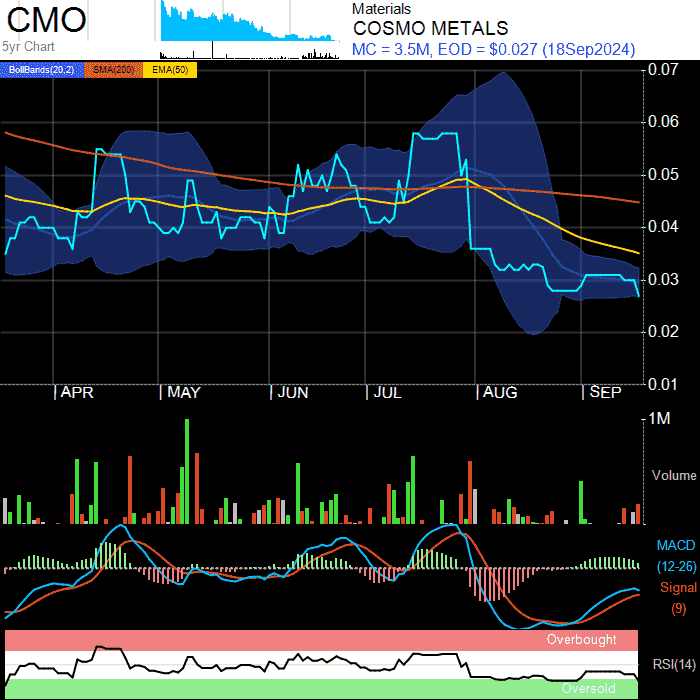 CMO
5yr Chart
Materials
COSMO METALS
MC = 3.5M, EOD = $0.027 (18Sep2024)
BollBands(20,2) SMA(200) EMA(50)
0.07
0.06
0.05
0.04
0.03
0.02
0.01
APR MAY JUN JUL AUG SEP
1M
Volume
MACD
(12-26)
Signal
(9)
Overbought
RSI(14)
Oversold